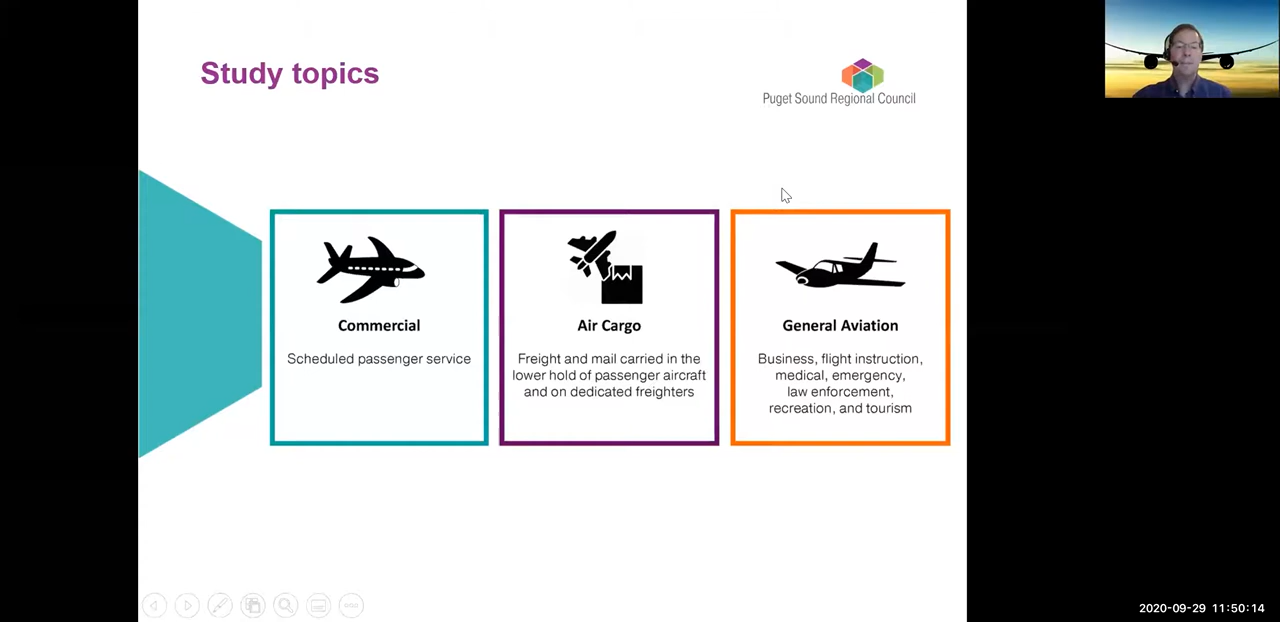 Study topics
Puget Sound Regional Council
Commercial
Scheduled passenger service
Air Cargo
Freight and mail carried in the
lower hold of passenger aircraft
and on dedicated freighters
General Aviation
Business, flight instruction,
medical, emergency,
law enforcement,
recreation, and tourism
2020-09-29 11:50:14